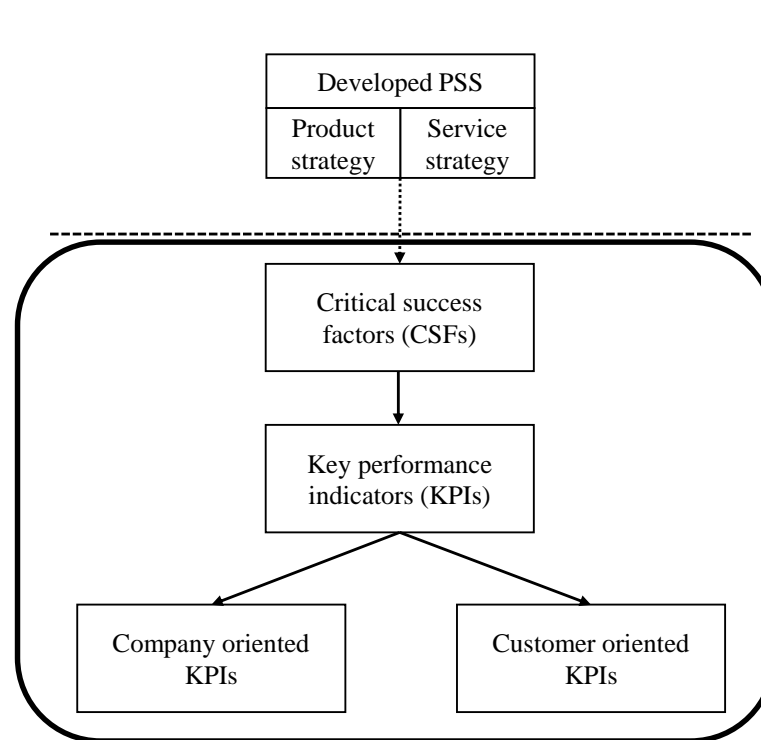 Developed PSS
Product
strategy
Service
strategy
Critical success
factors (CSFs)
Key performance
indicators (KPIs)
Company oriented
KPIs
Customer oriented
KPIs